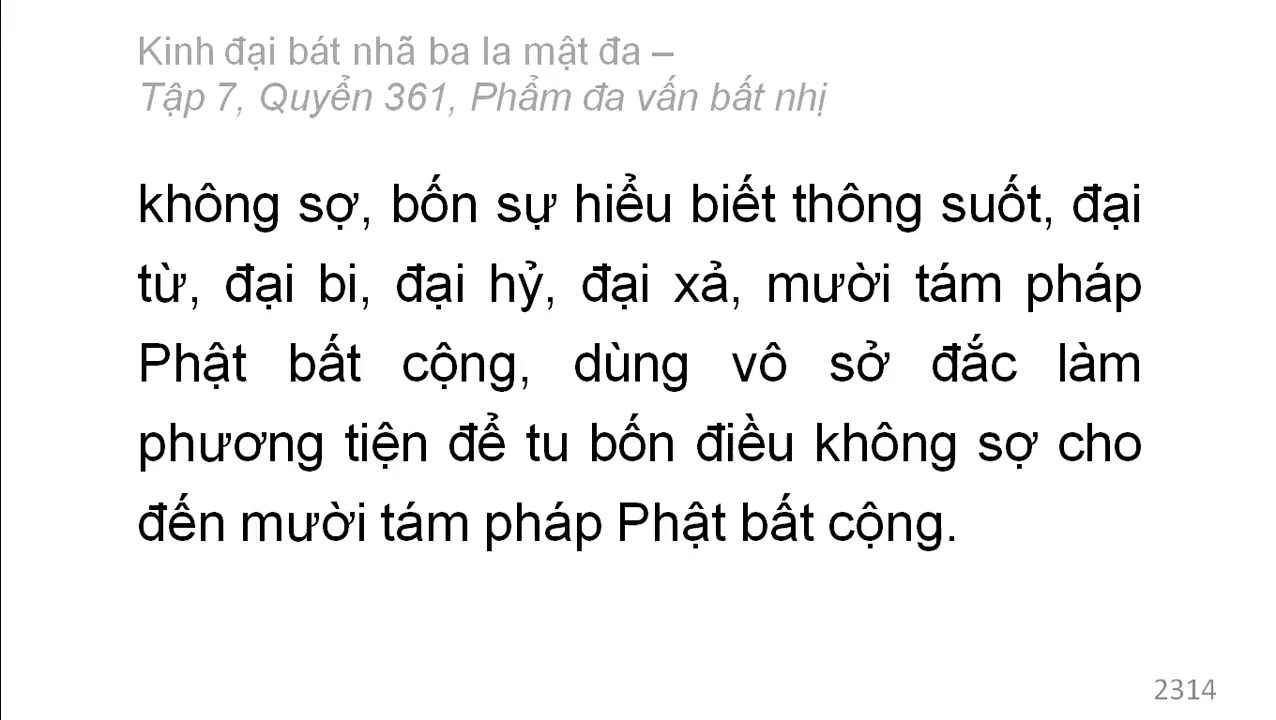 Kinh đại bát nhã ba la mật đa –
Tập 7, Quyển 361, Phẩm đa vấn bất nhị
không sợ, bốn sự hiểu biết thông suốt, đại
từ, đại bi, đại hỷ, đại xả, mười tám pháp
Phật bất cộng, dùng vô sở đắc làm
phương tiện để tu bốn điều không sợ cho
đến mười tám pháp Phật bất cộng.
2314